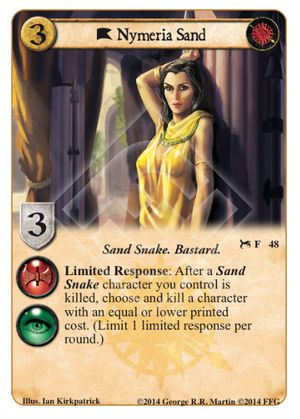 3
Nymeria Sand
3
Sand Snake. Bastard.
F 48
Limited Response: After a Sand
Snake character you control is
killed, choose and kill a character
with an equal or lower printed
cost. (Limit 1 limited response per
round.)
Illus. Ian Kirkpatrick
©2014 George R.R. Martin ©2014 FFG